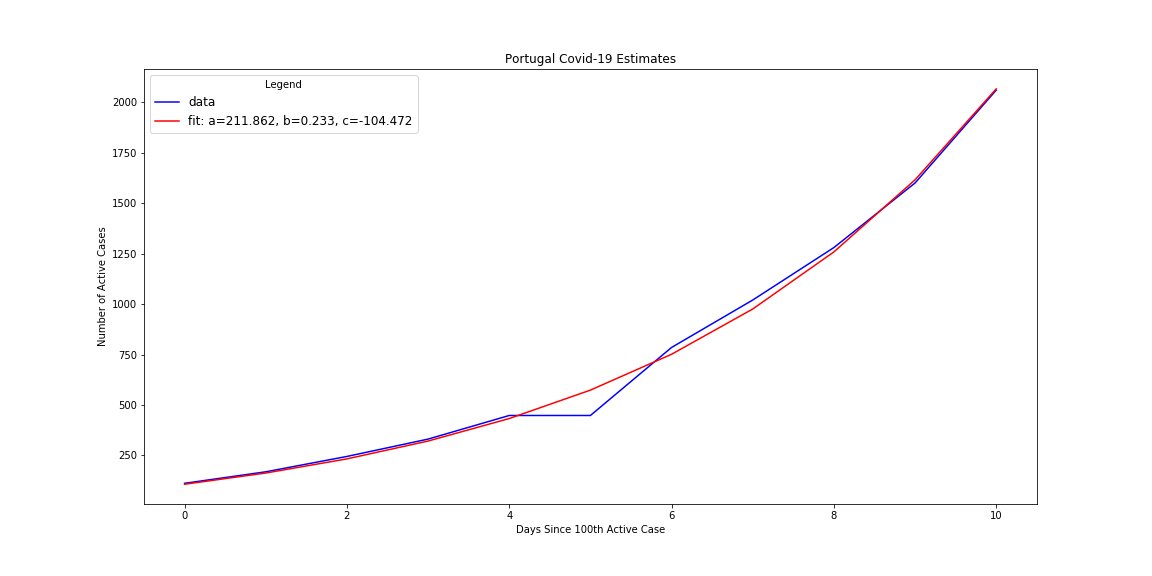 Portugal Covid-19 Estimates
Legend
data
fit: a=211.862, b=0.233, c=-104.472
Number of Active Cases
2000
1750
1500
1250
1000
750
500
250
0 2 4 6 8 10
Days Since 100th Active Case